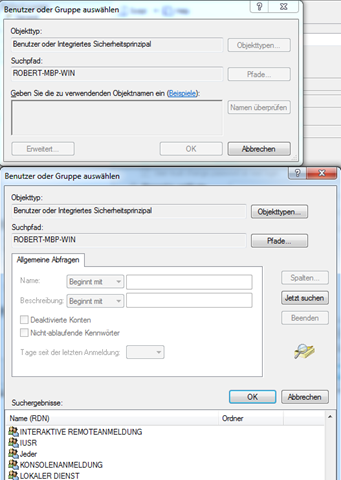 Benutzer oder Gruppe auswählen
Objekttyp:
Benutzer oder Integriertes Sicherheitsprinzipal
Objekttypen...
Suchpfad:
ROBERT-MBP-WIN
Pfade...
Geben Sie die zu verwendenden Objektnamen ein (Beispiele):
Namen überprüfen
Erweitert...
OK
Abbrechen
Benutzer oder Gruppe auswählen
Objekttyp:
Benutzer oder Integriertes Sicherheitsprinzipal
Objekttypen...
Suchpfad:
ROBERT-MBP-WIN
Pfade...
Allgemeine Abfragen
Name:
Beginnt mit
Beschreibung:
Beginnt mit
Deaktivierte Konten
Nicht-ablaufende Kennwörter
Tage seit der letzten Anmeldung:
Spalten...
Jetzt suchen
Beenden
OK
Abbrechen
Suchergebnisse:
Name (RDN)
Ordner
INTERAKTIVE REMOTEANMELDUNG
IUSR
Jeder
KONSOLENANMELDUNG
LOKALER DIENST